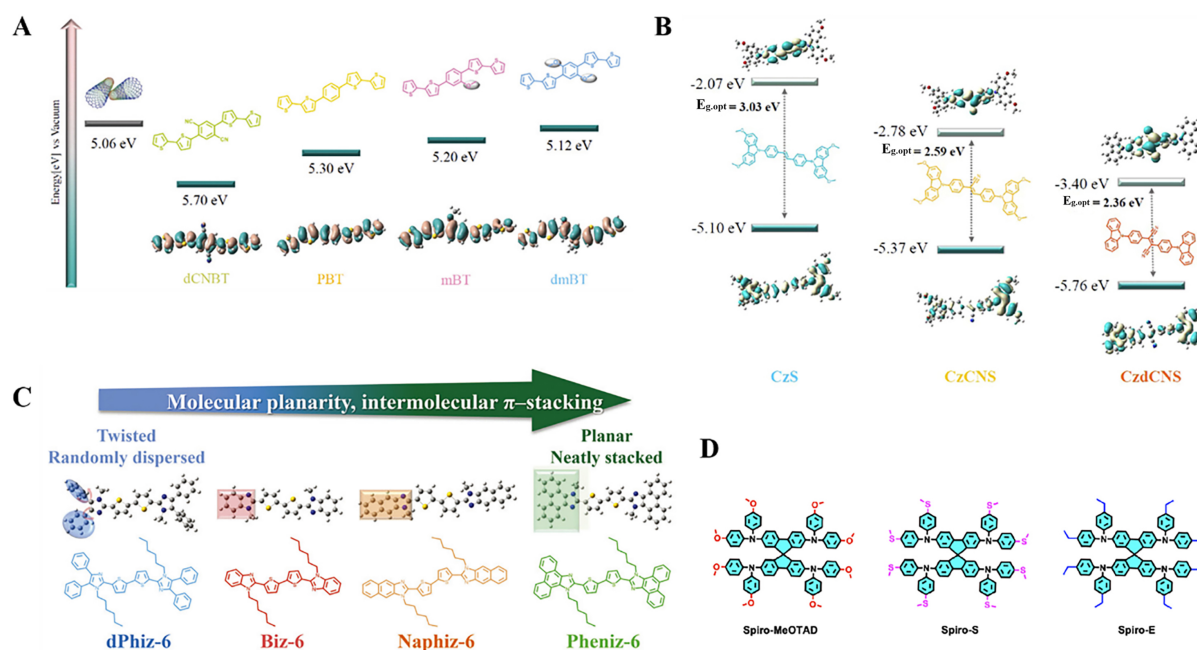 A
Energy[eV] vs Vacuum
5.06 eV
5.70 eV
5.30 eV
5.20 eV
5.12 eV
dCNBT
PBT
mBT
dmBT
B
-2.07 eV
Eg.opt = 3.03 eV
-5.10 eV
CzS
-2.78 eV
Eg.opt = 2.59 eV
-5.37 eV
CzCNS
-3.40 eV
Eg.opt = 2.36 eV
-5.76 eV
CzdCNS
C
Molecular planarity, intermolecular π–stacking
Twisted
Randomly dispersed
Planar
Neatly stacked
dPhiz-6
Biz-6
Naphiz-6
Pheniz-6
D
Spiro-MeOTAD
Spiro-S
Spiro-E